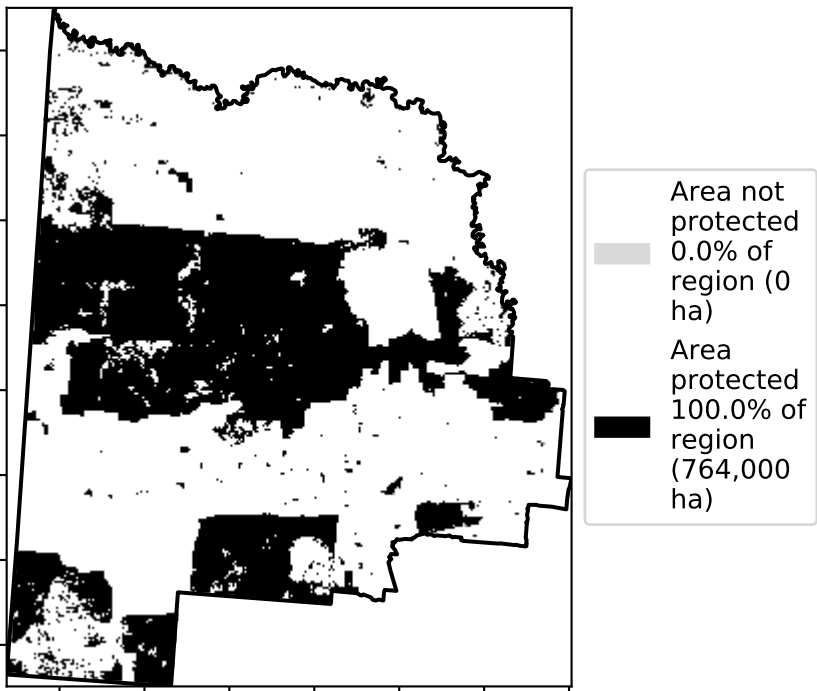 Area not
protected
0.0% of
region (0
ha)
Area
protected
100.0% of
region
(764,000
ha)